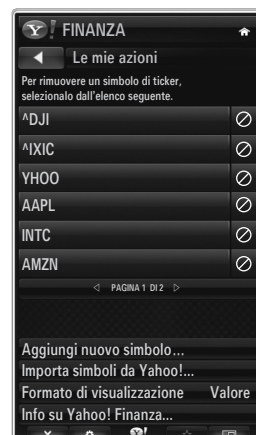 Y! FINANZA
Le mie azioni
Per rimuovere un simbolo di ticker,
selezionalo dall'elenco seguente.
^DJI
^IXIC
YHOO
AAPL
INTC
AMZN
PAGINA 1 DI 2
Aggiungi nuovo simbolo...
Importa simboli da Yahoo!...
Formato di visualizzazione Valore
Info su Yahoo! Finanza...
Y!